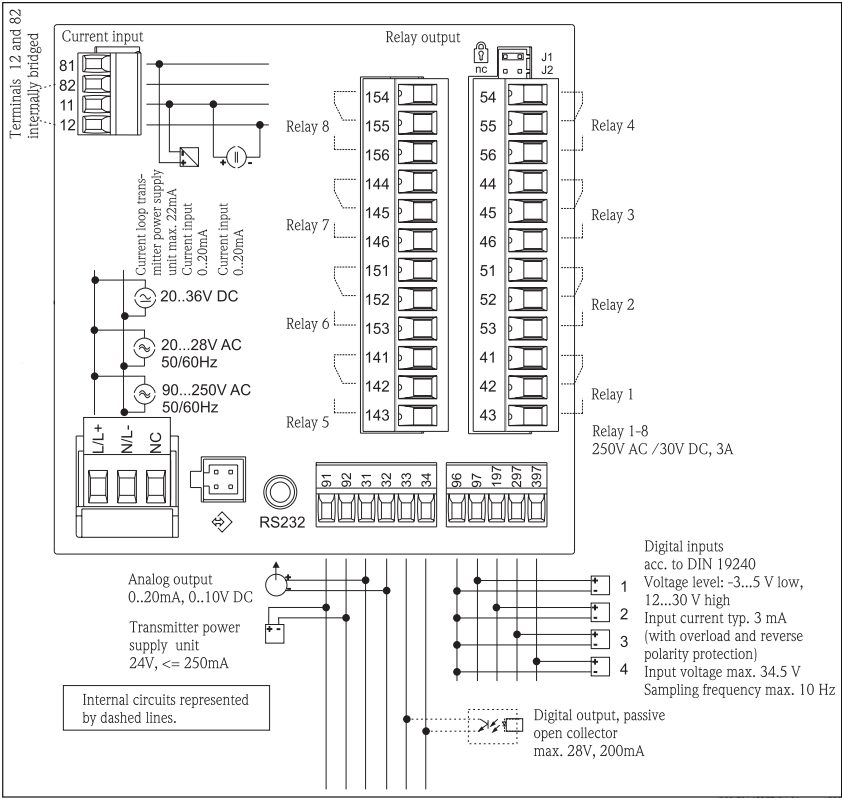 Terminals 12 and 82
internally bridged
Current input
81
82
11
12
Relay output
nc
J1
J2
154
155
156
144
145
146
151
152
153
141
142
143
Relay 8
Relay 7
Relay 6
Relay 5
54
55
56
44
45
46
51
52
53
41
42
43
Relay 4
Relay 3
Relay 2
Relay 1
Relay 1-8
250V AC /30V DC, 3A
+
+
+ -
Current loop trans-
mitter power supply
unit max. 22mA
Current input
0..20mA
Current input
0..20mA
20..36V DC
20...28V AC
50/60Hz
90...250V AC
50/60Hz
L/L+
N/L-
NC
RS232
91
92
31
32
33
34
96
97
197
297
397
Analog output
0..20mA, 0..10V DC
+
-
Transmitter power
supply unit
24V, <= 250mA
+ -
Internal circuits represented
by dashed lines.
+
- 1
+
- 2
+
- 3
+
- 4
Digital inputs
acc. to DIN 19240
Voltage level: -3...5 V low,
12...30 V high
Input current typ. 3 mA
(with overload and reverse
polarity protection)
Input voltage max. 34.5 V
Sampling frequency max. 10 Hz
Digital output, passive
open collector
max. 28V, 200mA